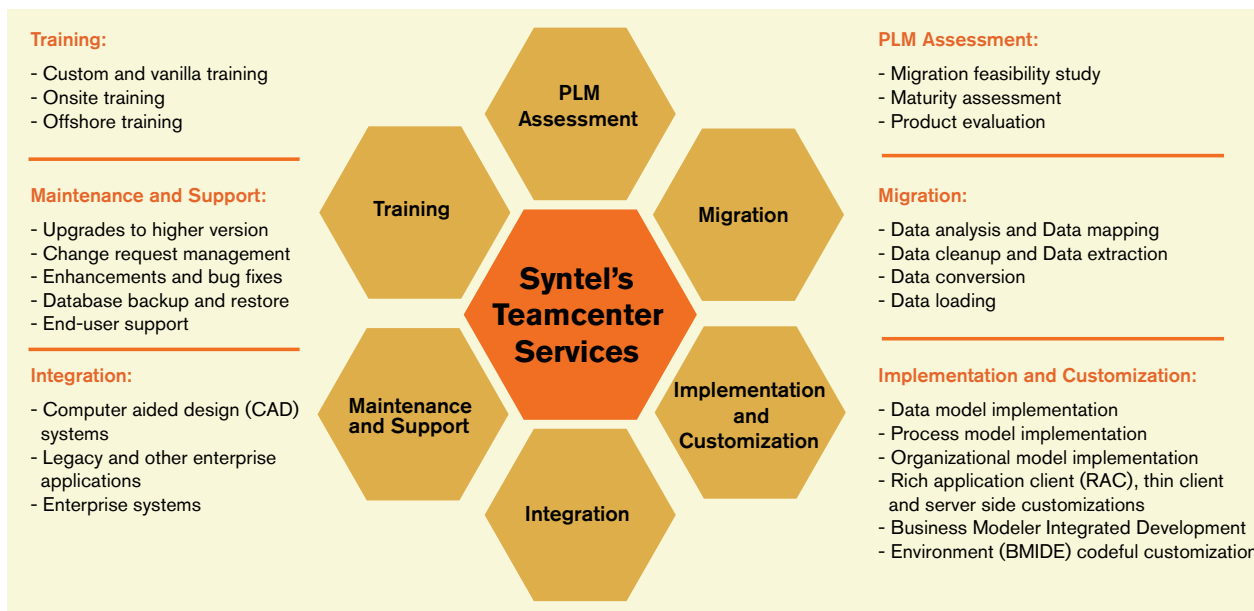 Training:
- Custom and vanilla training
- Onsite training
- Offshore training
Maintenance and Support:
- Upgrades to higher version
- Change request management
- Enhancements and bug fixes
- Database backup and restore
- End-user support
Integration:
- Computer aided design (CAD)
systems
- Legacy and other enterprise
applications
- Enterprise systems
PLM
Assessment
Training
Migration
Syntel's
Teamcenter
Services
Maintenance
and Support
Implementation
and
Customization
Integration
PLM Assessment:
- Migration feasibility study
- Maturity assessment
- Product evaluation
Migration:
- Data analysis and Data mapping
- Data cleanup and Data extraction
- Data conversion
- Data loading
Implementation and Customization:
- Data model implementation
- Process model implementation
- Organizational model implementation
- Rich application client (RAC), thin client
and server side customizations
- Business Modeler Integrated Development
- Environment (BMIDE) codeful customization